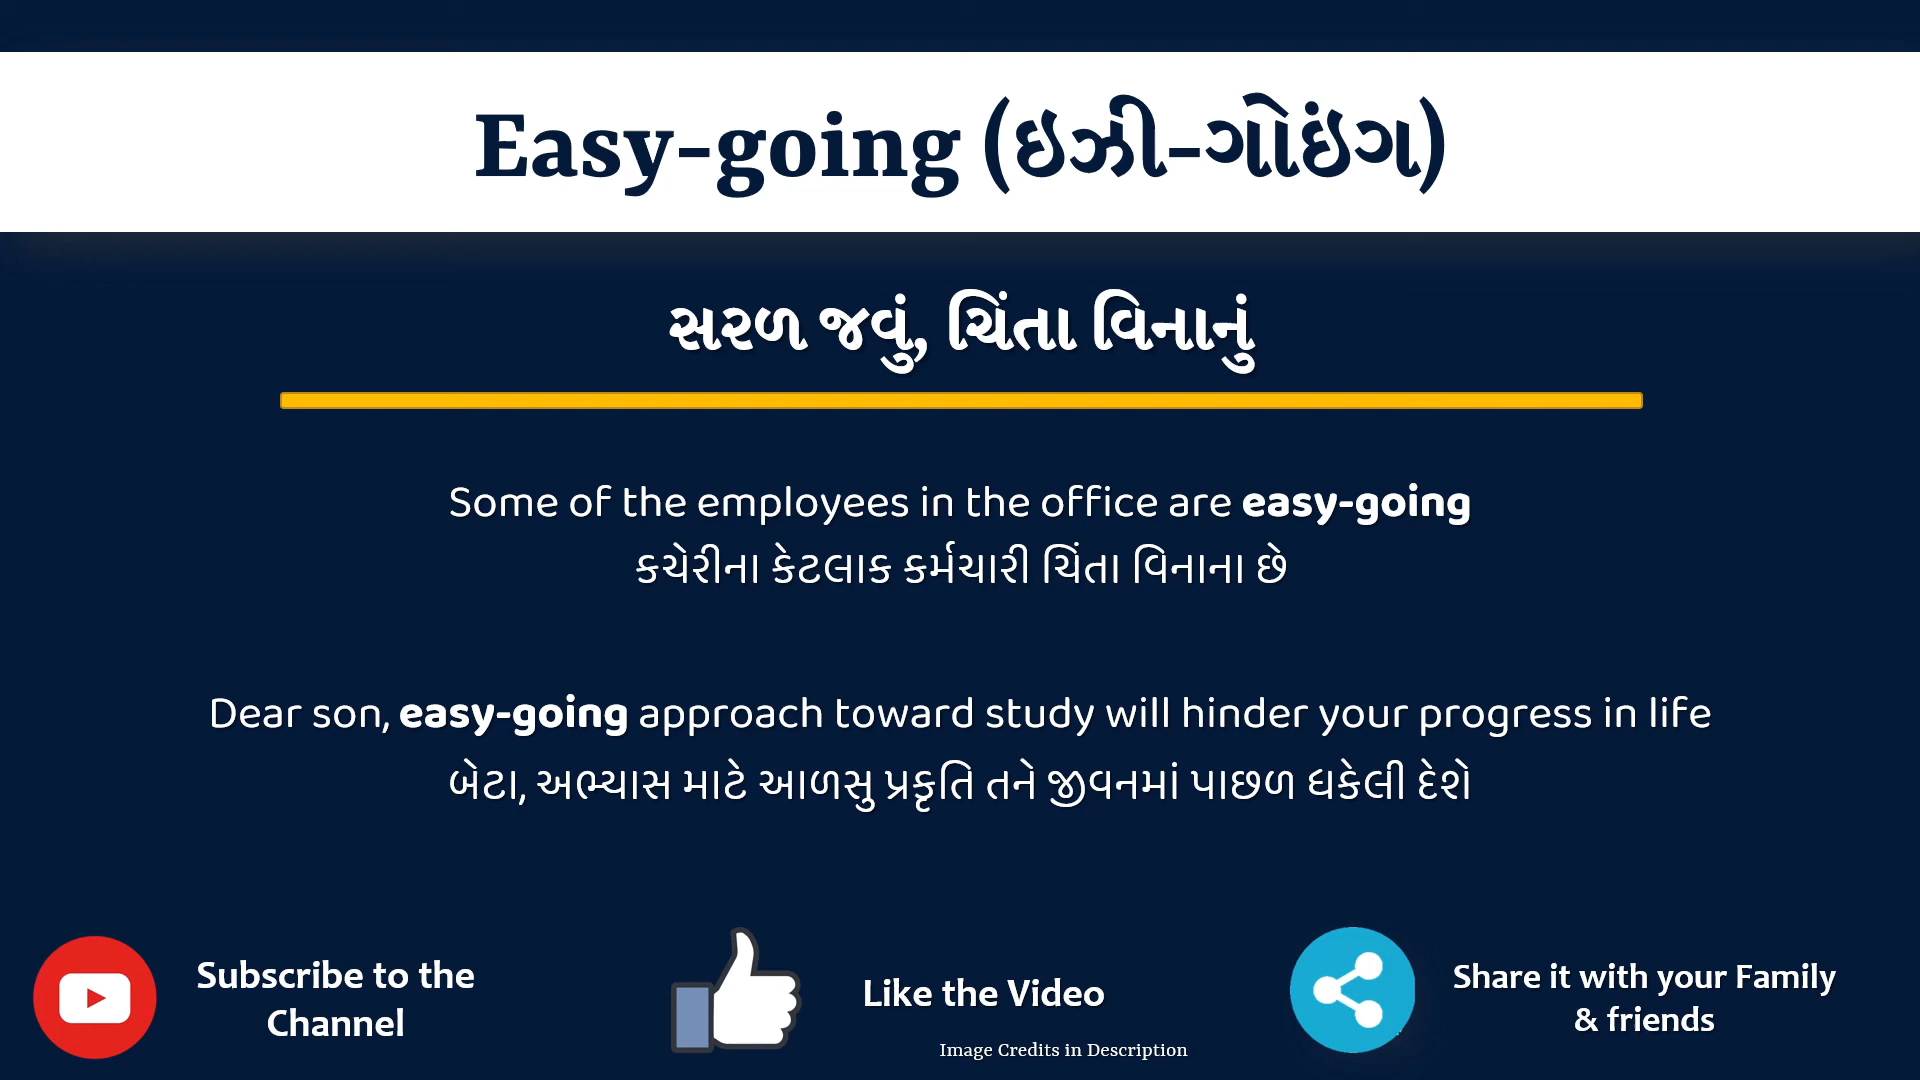 Easy-going (ઇઝી-ગોઇંગ)
સરળ જવું, ચિંતા વિનાનું
Some of the employees in the office are easy-going
કચેરીના કેટલાક કર્મચારી ચિંતા વિનાના છે
Dear son, easy-going approach toward study will hinder your progress in life
બેટા, અભ્યાસ માટે આળસુ પ્રકૃતિ તને જીવનમાં પાછળ ધકેલી દેશે
Subscribe to the
Channel
Like the Video
Share it with your Family
& friends
Image Credits in Description